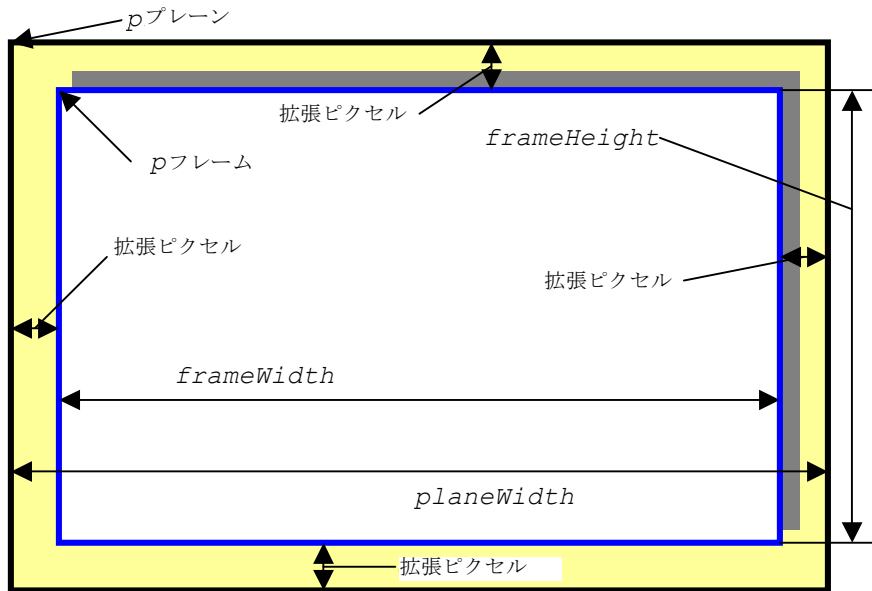 pプレーン
拡張ピクセル
frameHeight
pフレーム
拡張ピクセル
拡張ピクセル
frameWidth
planeWidth
拡張ピクセル